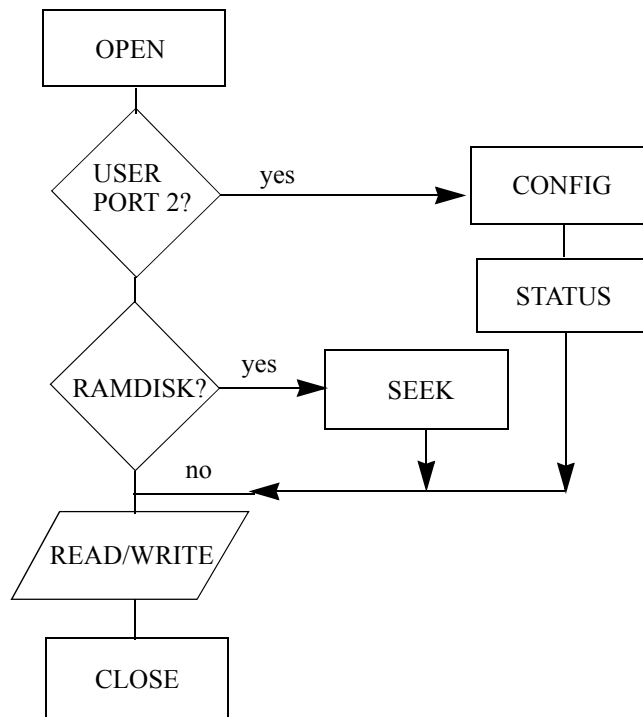 OPEN
USER
PORT 2?
yes
CONFIG
STATUS
RAMDISK?
yes
SEEK
no
READ/WRITE
CLOSE